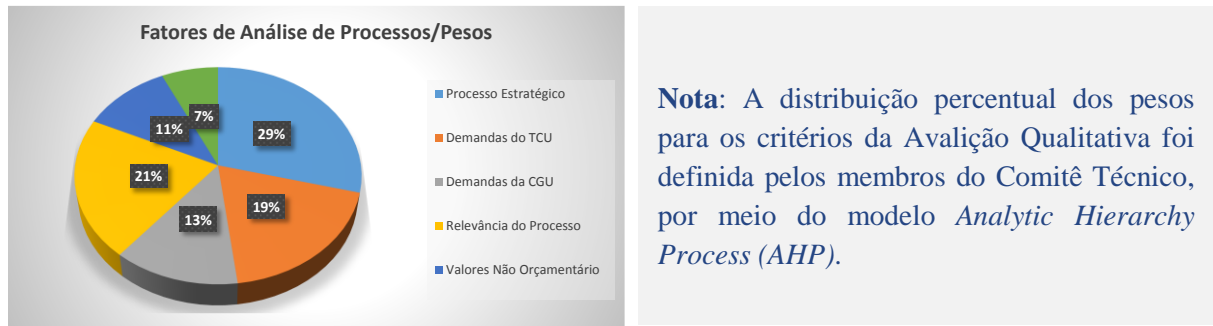 Fatores de Análise de Processos/Pesos
7%
11%
29%
21%
13%
19%
Processo Estratégico
Demandas do TCU
Demandas da CGU
Relevância do Processo
Valores Não Orçamentário
Nota: A distribuição percentual dos pesos
para os critérios da Avalição Qualitativa foi
definida pelos membros do Comitê Técnico,
por meio do modelo Analytic Hierarchy
Process (AHP).